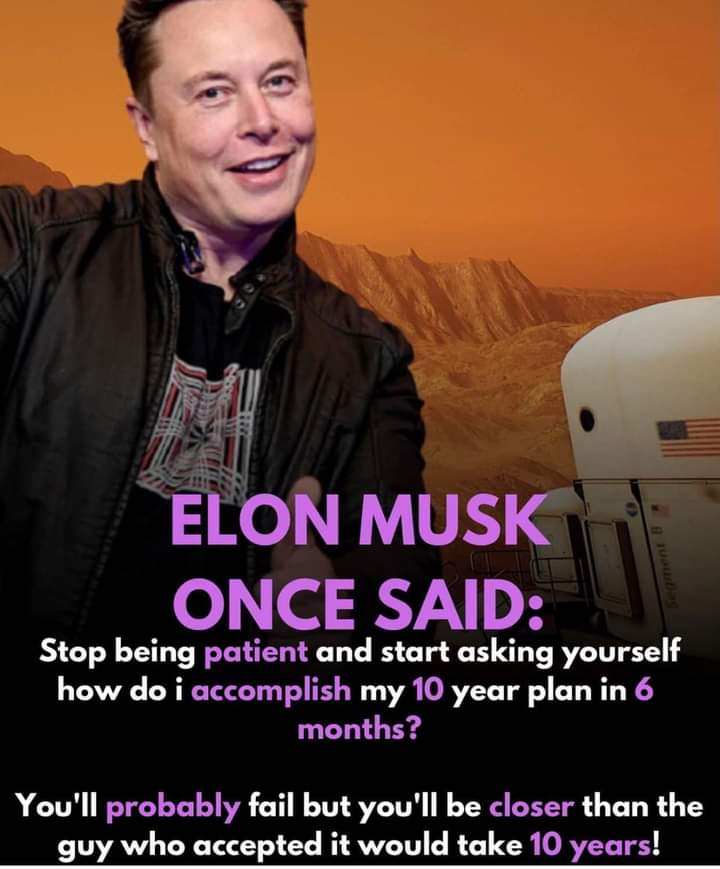 Segment B
ELON MUSK
ONCE SAID:
Stop being patient and start asking yourself
how do i accomplish my 10 year plan in 6
months?
You'll probably fail but you'll be closer than the
guy who accepted it would take 10 years!